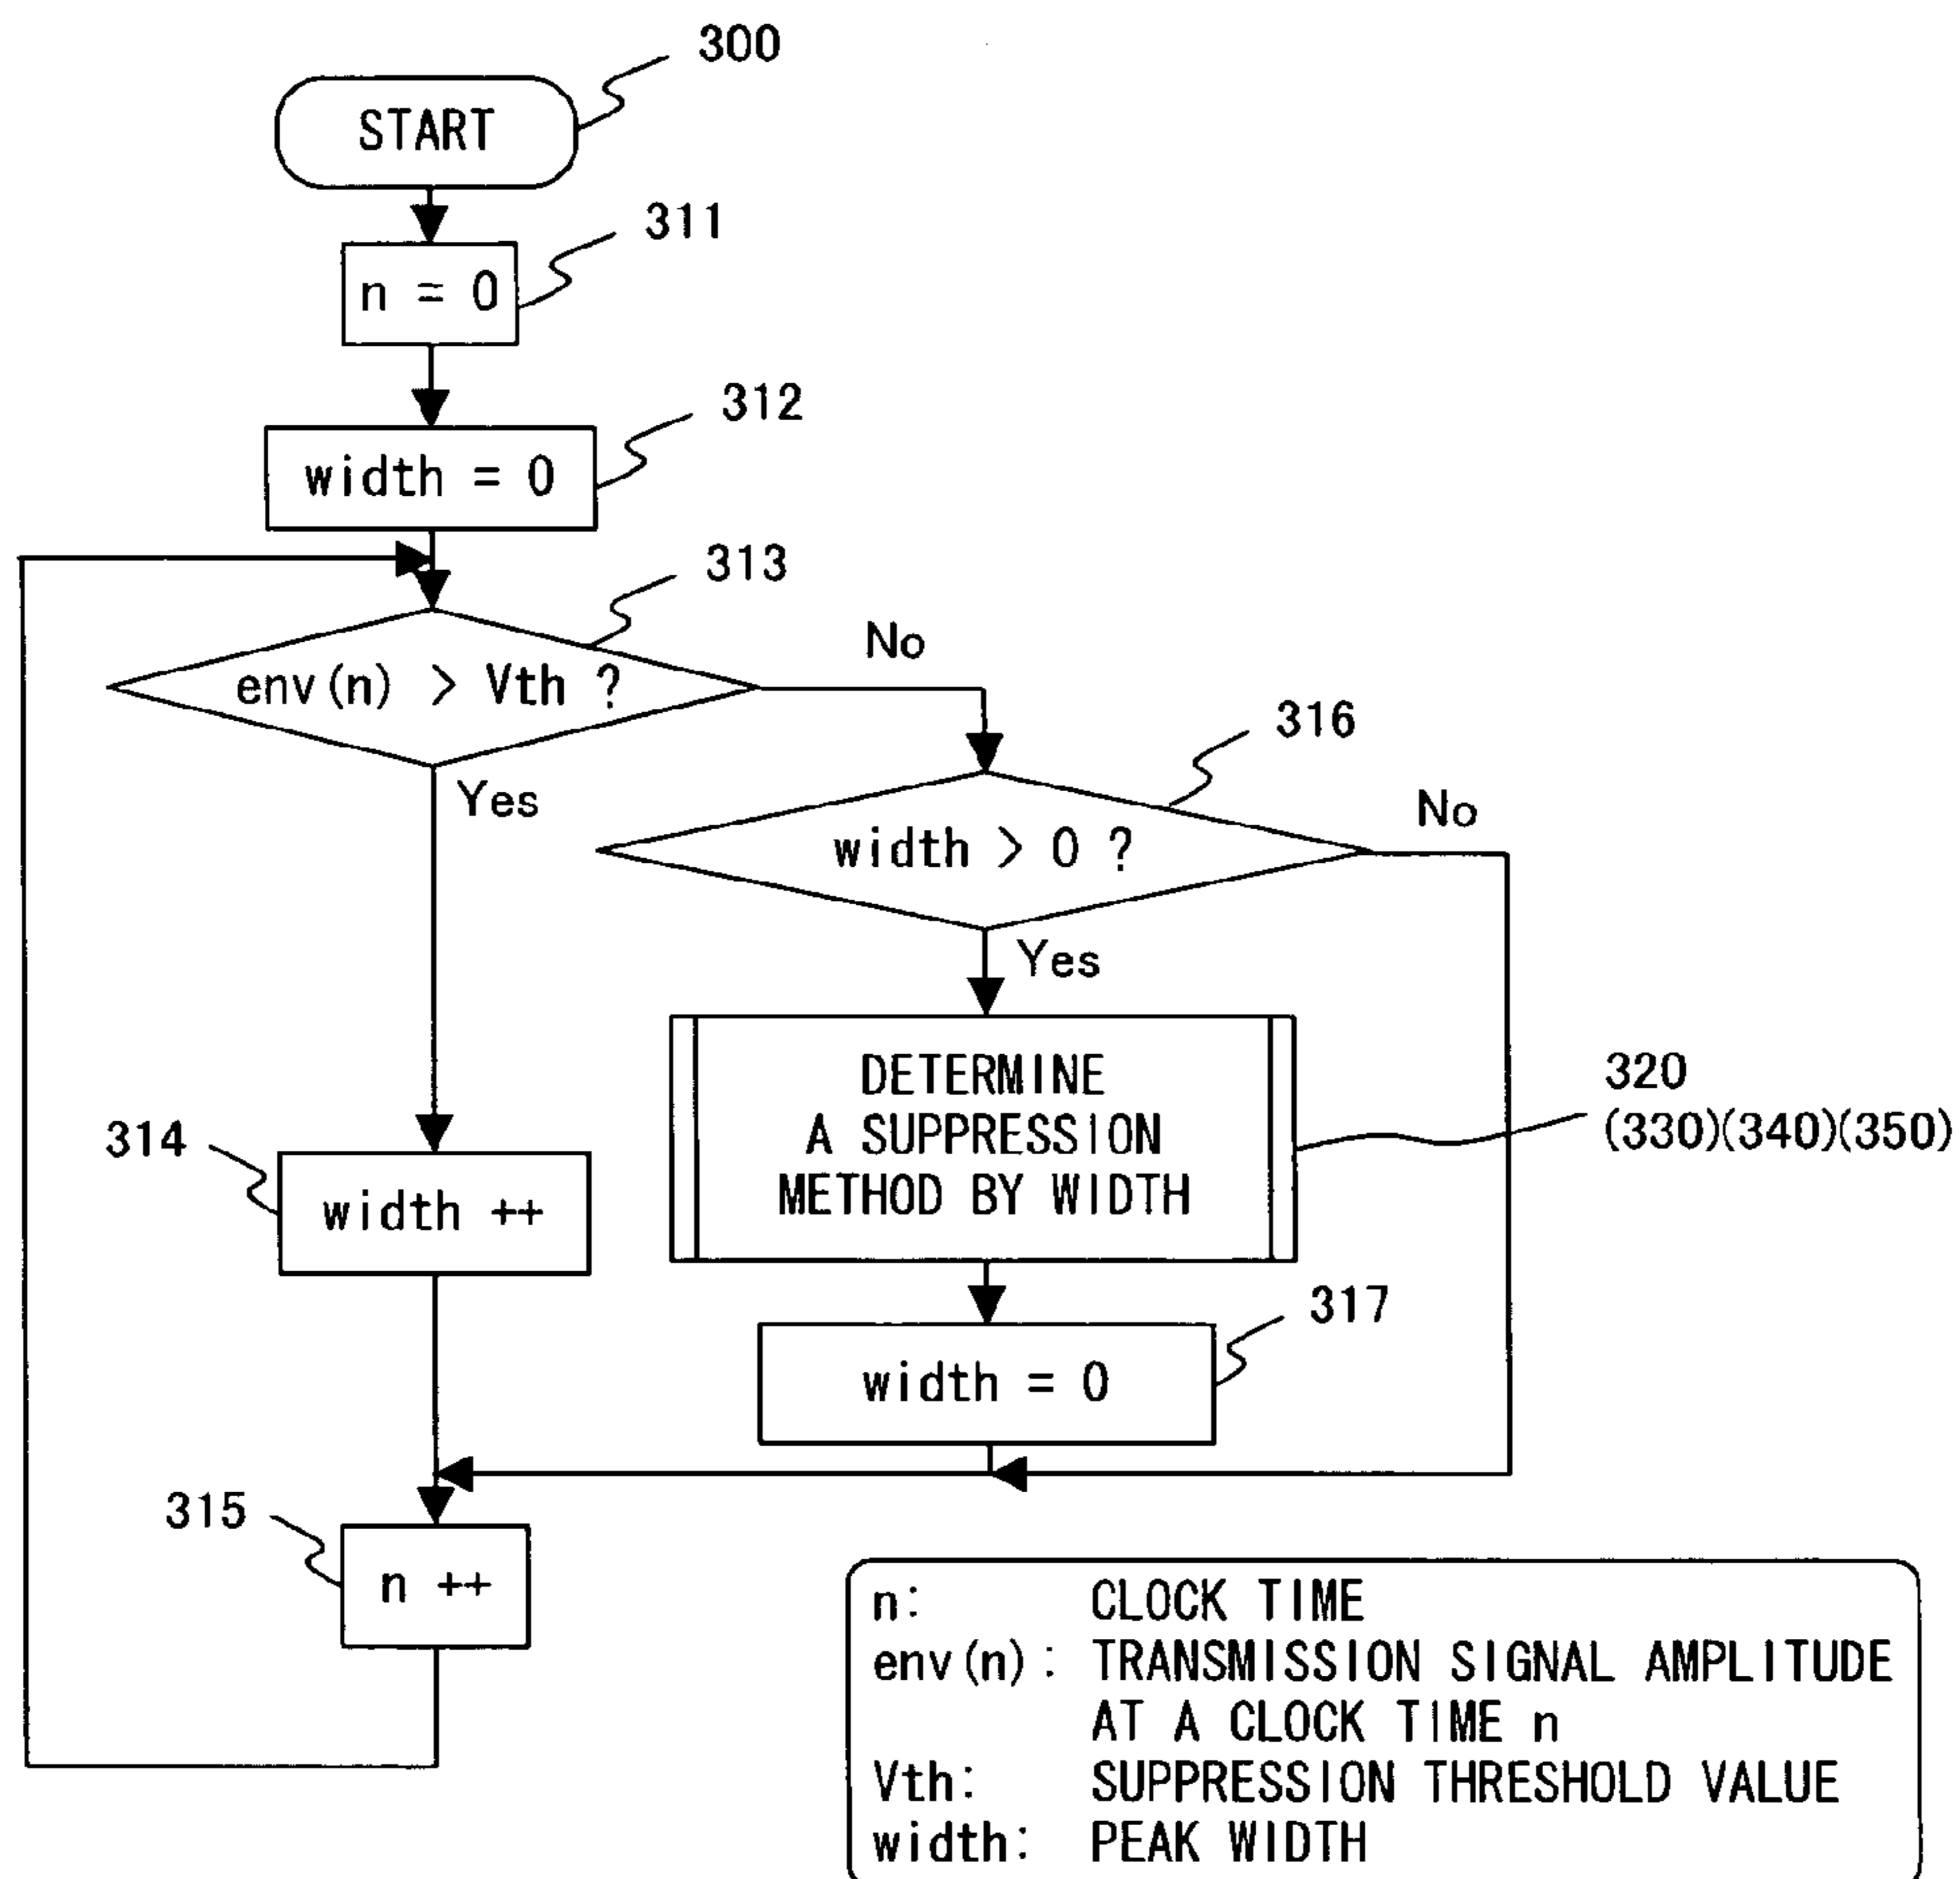 300
START
311
n = 0
312
width = 0
313
env(n) > Vth ?
No
Yes
316
width > 0 ?
No
Yes
DETERMINE
A SUPPRESSION
METHOD BY WIDTH
320
(330)(340)(350)
314
width ++
317
width = 0
315
n ++
n: CLOCK TIME
env(n): TRANSMISSION SIGNAL AMPLITUDE
AT A CLOCK TIME n
Vth: SUPPRESSION THRESHOLD VALUE
width: PEAK WIDTH